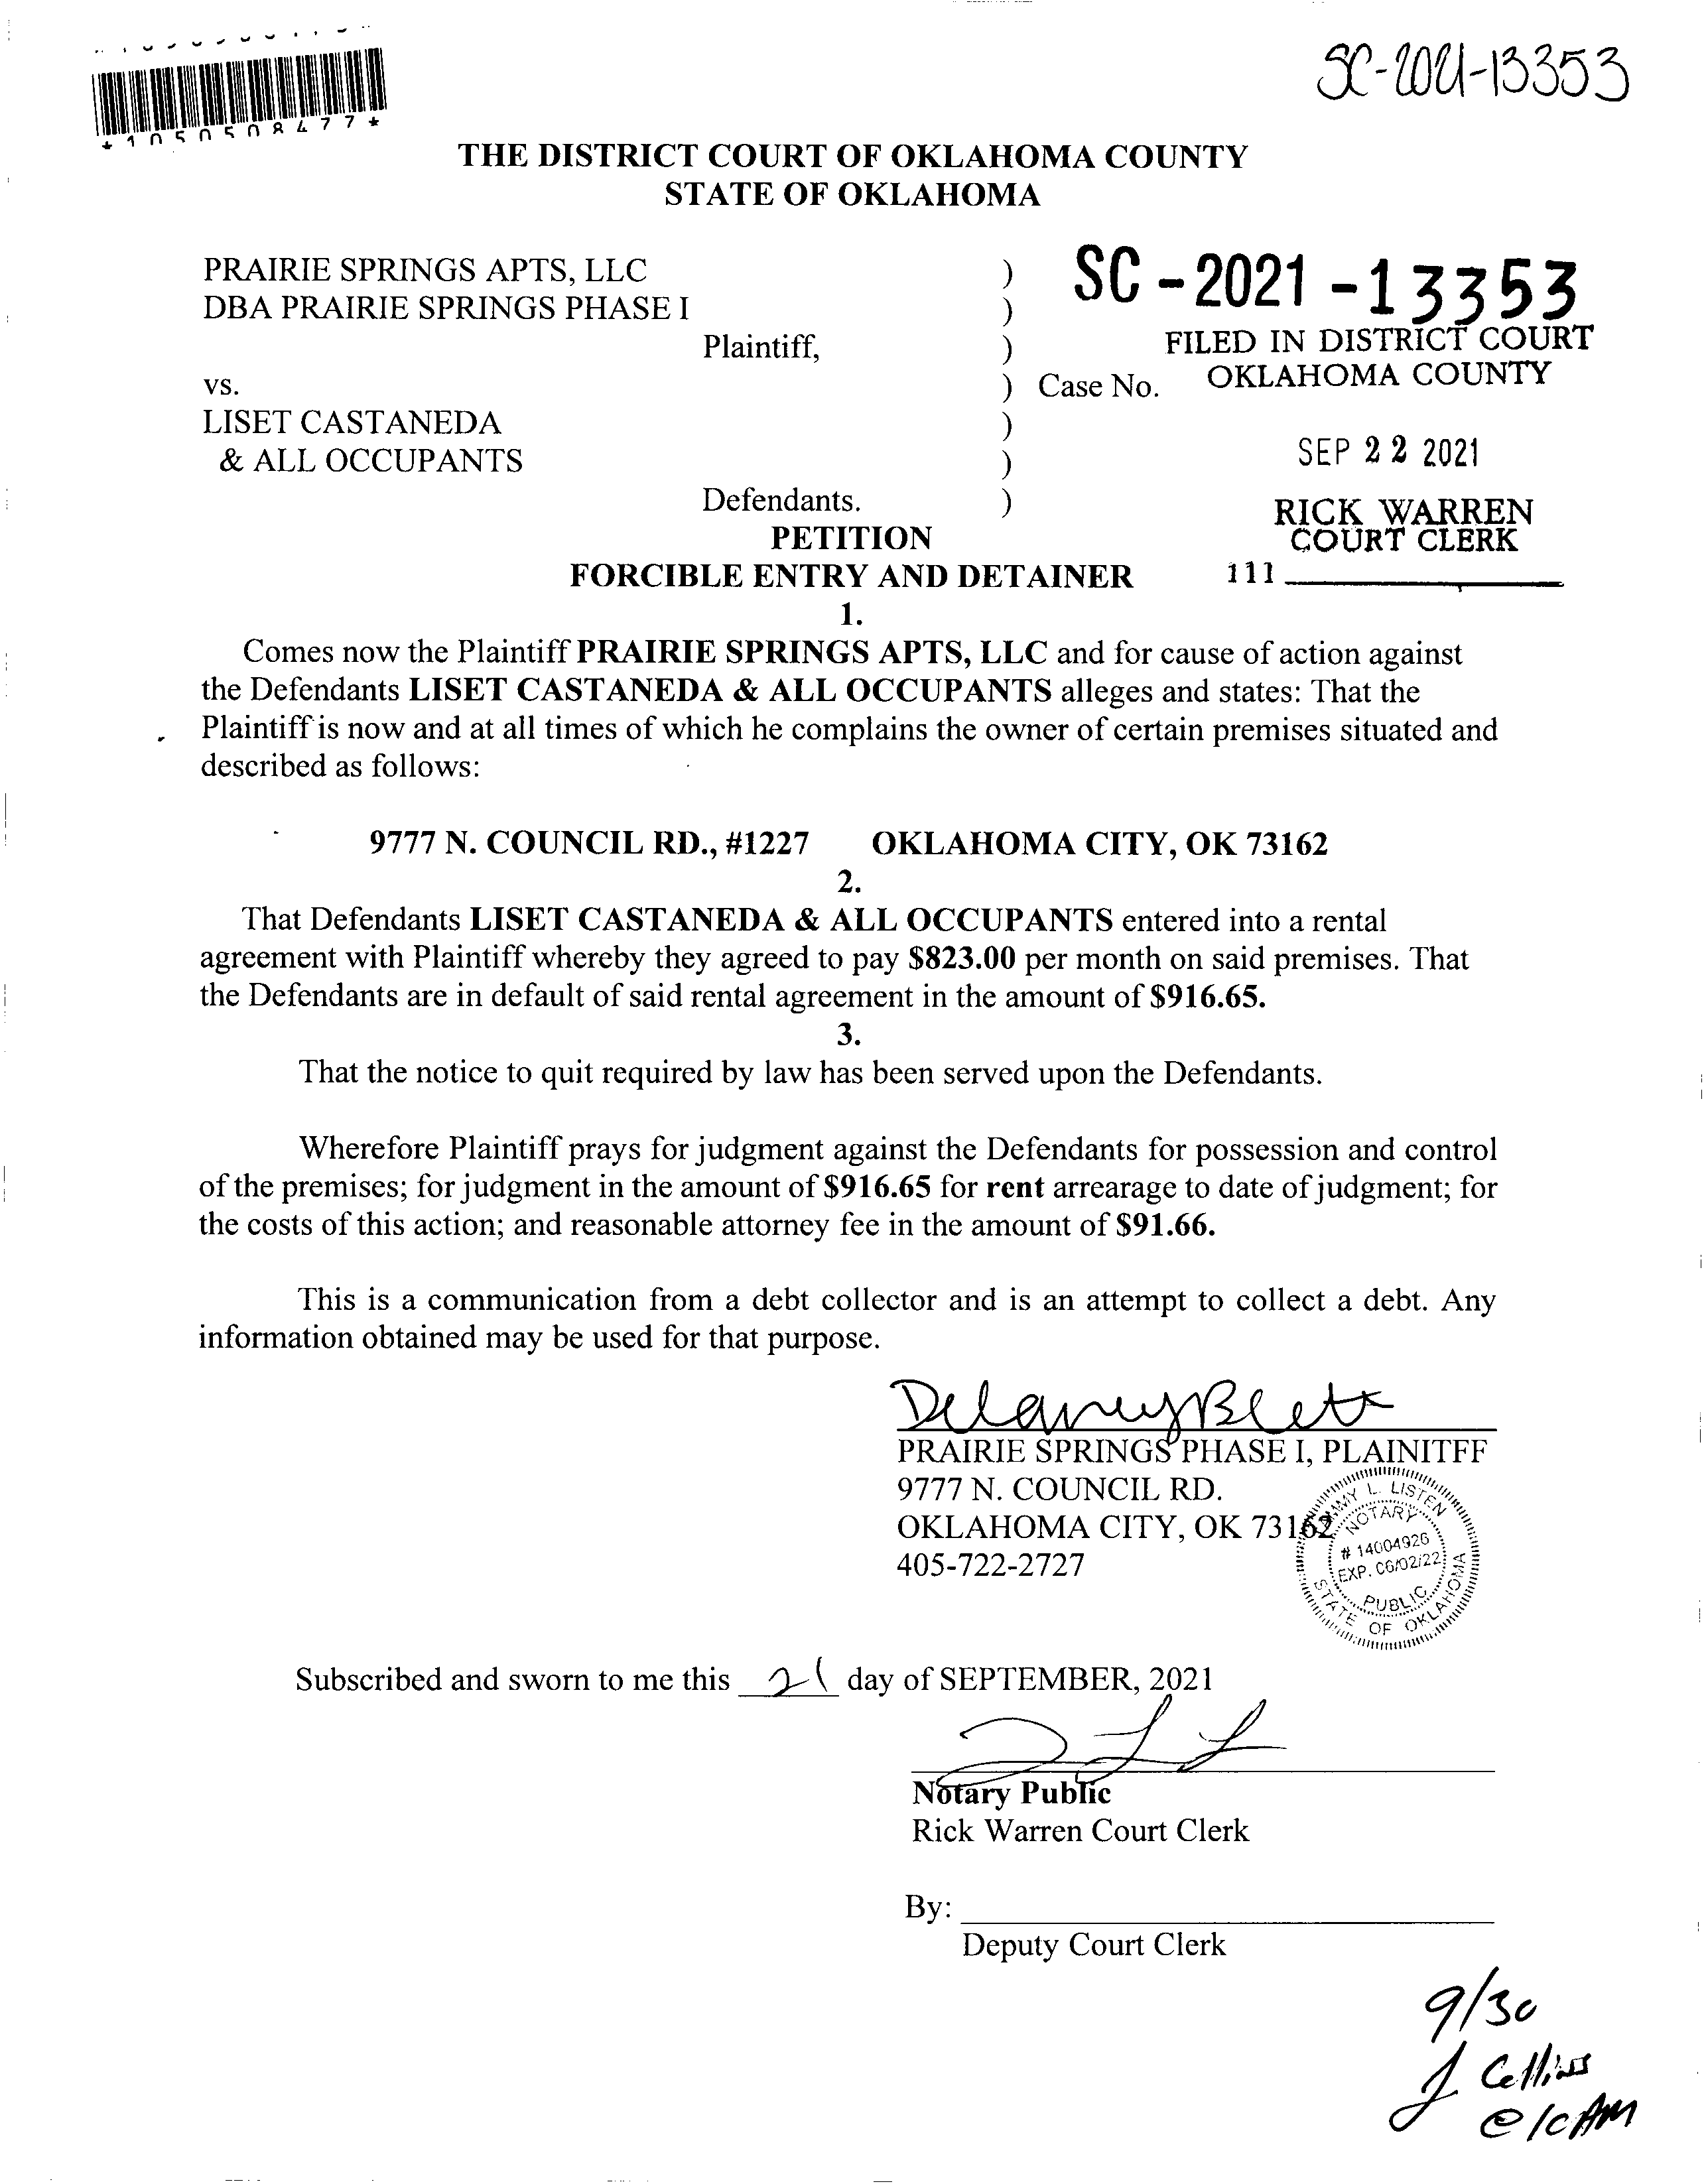 *1050508477*
SC-2021-13353
THE DISTRICT COURT OF OKLAHOMA COUNTY
STATE OF OKLAHOMA
PRAIRIE SPRINGS APTS, LLC )
DBA PRAIRIE SPRINGS PHASE I )
Plaintiff, )
vs. ) Case No.
LISET CASTANEDA )
& ALL OCCUPANTS )
Defendants. )
SC-2021-13353
FILED IN DISTRICT COURT
OKLAHOMA COUNTY
SEP 22 2021
RICK WARREN
COURT CLERK
111
PETITION
FORCIBLE ENTRY AND DETAINER
1.
Comes now the Plaintiff PRAIRIE SPRINGS APTS, LLC and for cause of action against
the Defendants LISET CASTANEDA & ALL OCCUPANTS alleges and states: That the
Plaintiff is now and at all times of which he complains the owner of certain premises situated and
described as follows:
9777 N. COUNCIL RD., #1227 OKLAHOMA CITY, OK 73162
2.
That Defendants LISET CASTANEDA & ALL OCCUPANTS entered into a rental
agreement with Plaintiff whereby they agreed to pay $823.00 per month on said premises. That
the Defendants are in default of said rental agreement in the amount of $916.65.
3.
That the notice to quit required by law has been served upon the Defendants.
Wherefore Plaintiff prays for judgment against the Defendants for possession and control
of the premises; for judgment in the amount of $916.65 for rent arrearage to date of judgment; for
the costs of this action; and reasonable attorney fee in the amount of $91.66.
This is a communication from a debt collector and is an attempt to collect a debt. Any
information obtained may be used for that purpose.
Delaney
PRAIRIE SPRINGS PHASE I, PLAINITFF
9777 N. COUNCIL RD.
OKLAHOMA CITY, OK 73162
405-722-2727
L. LISTEN
NOTARY
# 14004926
EXP. 06/02/22
PUBLIC
STATE OF OKLAHOMA
Subscribed and sworn to me this 21 day of SEPTEMBER, 2021
Notary Public
Rick Warren Court Clerk
By:
Deputy Court Clerk
9/30
J Collins
@ 10 AM